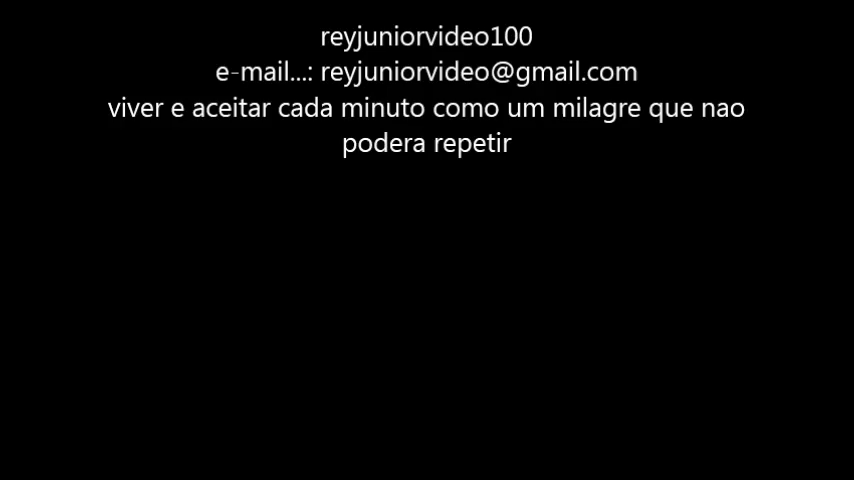 reyjuniorvideo100
e-mail...: reyjuniorvideo@gmail.com
viver e aceitar cada minuto como um milagre que nao
podera repetir